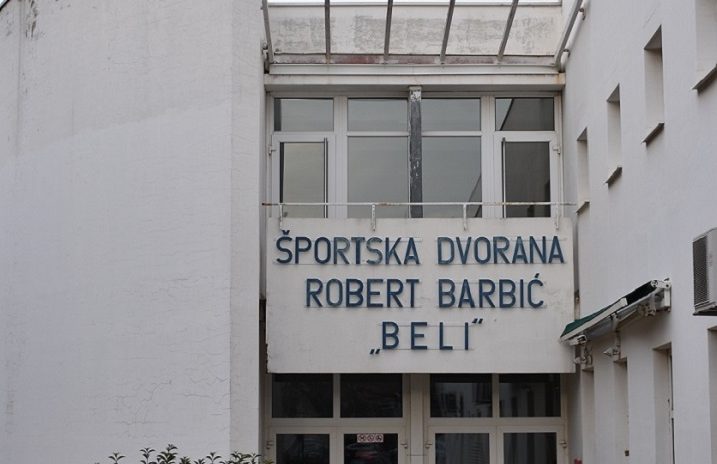 ŠPORTSKA DVORANA
ROBERT BARBIĆ
„BELI“